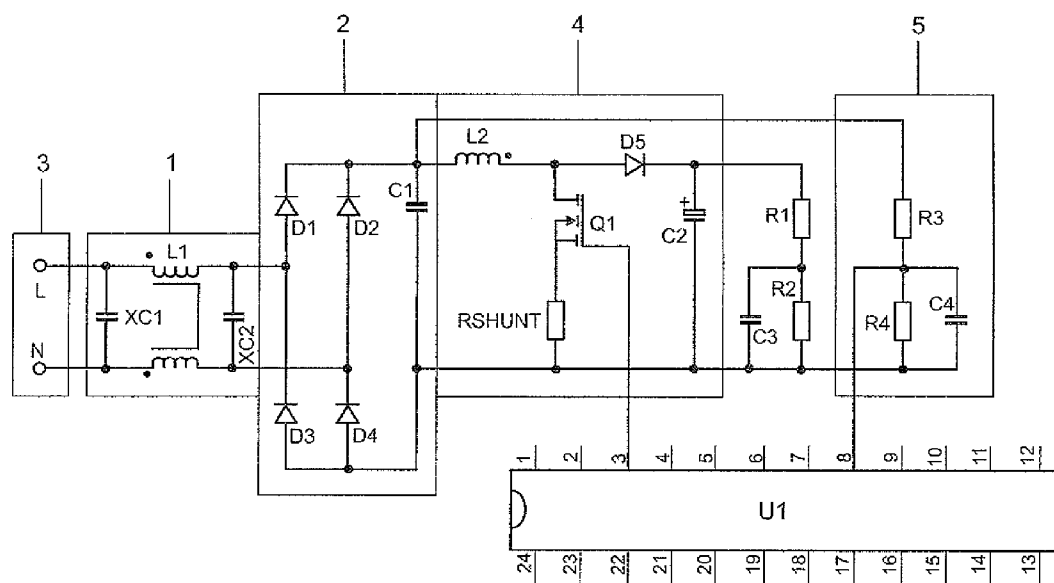 2
4
5
3
1
L2
D5
C1
D1
D2
Q1
C2
R1
R3
L1
L
XC1
XC2
RSHUNT
R2
C3
R4
C4
N
D3
D4
1 2 3 4 5 6 7 8 9 10 11 12
U1
24 23 22 21 20 19 18 17 16 15 14 13
+